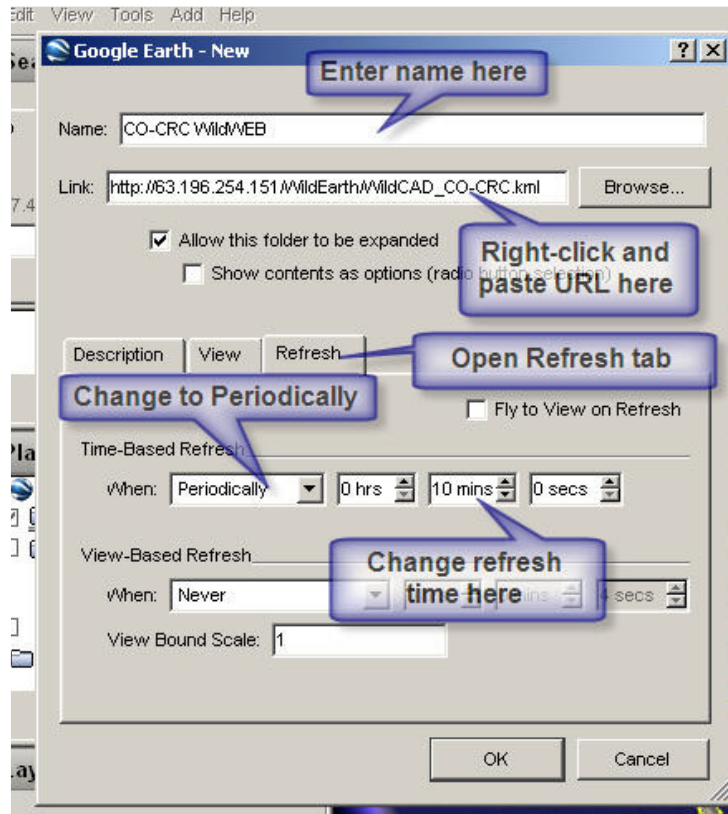 Edit View Tools Add Help
Google Earth - New
Enter name here
Name: CO-CRC WildWEB
Link: http://63.196.254.151/WildEarth/WildCAD_CO-CRC.kml Browse...
Allow this folder to be expanded
Show contents as options (radio button selection)
Right-click and
paste URL here
Description View Refresh
Open Refresh tab
Change to Periodically
Fly to View on Refresh
Time-Based Refresh
When: Periodically 0 hrs 10 mins 0 secs
Change refresh
time here
View-Based Refresh
When: Never 4 secs
View Bound Scale: 1
OK Cancel